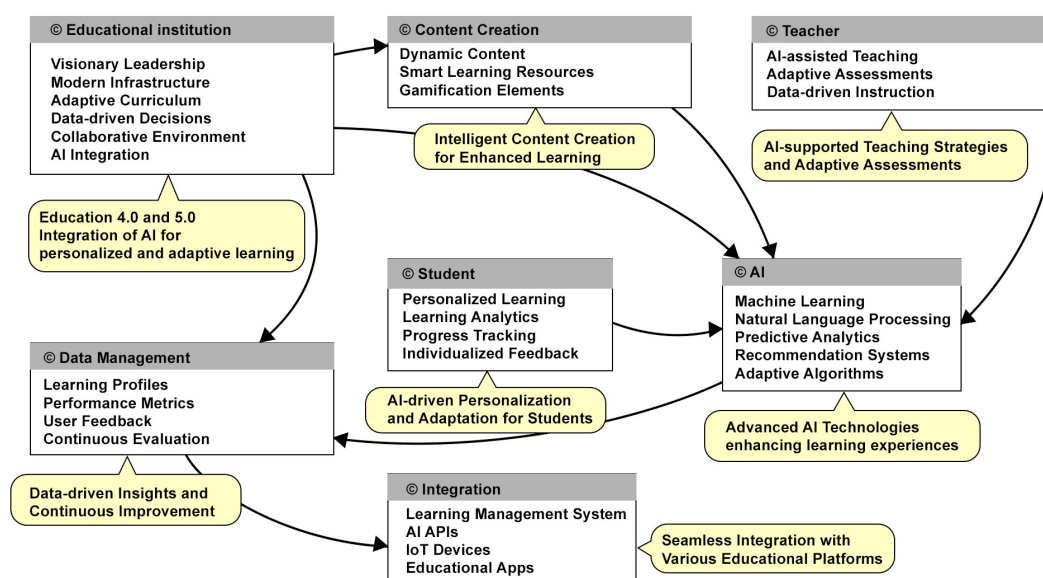 © Educational institution
Visionary Leadership
Modern Infrastructure
Adaptive Curriculum
Data-driven Decisions
Collaborative Environment
AI Integration
Education 4.0 and 5.0
Integration of AI for
personalized and adaptive learning
© Content Creation
Dynamic Content
Smart Learning Resources
Gamification Elements
Intelligent Content Creation
for Enhanced Learning
© Teacher
AI-assisted Teaching
Adaptive Assessments
Data-driven Instruction
AI-supported Teaching Strategies
and Adaptive Assessments
© Student
Personalized Learning
Learning Analytics
Progress Tracking
Individualized Feedback
AI-driven Personalization
and Adaptation for Students
© AI
Machine Learning
Natural Language Processing
Predictive Analytics
Recommendation Systems
Adaptive Algorithms
Advanced AI Technologies
enhancing learning experiences
© Data Management
Learning Profiles
Performance Metrics
User Feedback
Continuous Evaluation
Data-driven Insights and
Continuous Improvement
© Integration
Learning Management System
AI APIs
IoT Devices
Educational Apps
Seamless Integration with
Various Educational Platforms